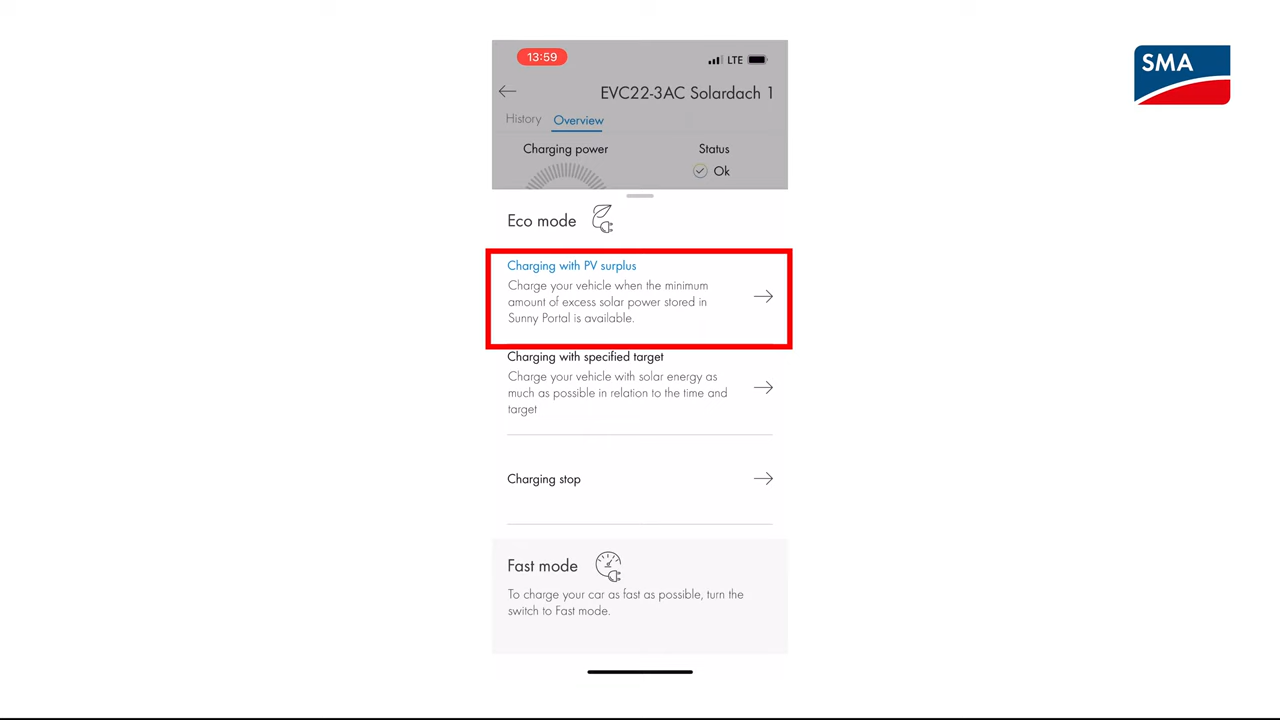 SMA
13:59
LTE
EVC22-3AC Solardach 1
History Overview
Charging power
Status
Ok
Eco mode
Charging with PV surplus
Charge your vehicle when the minimum
amount of excess solar power stored in
Sunny Portal is available.
Charging with specified target
Charge your vehicle with solar energy as
much as possible in relation to the time and
target
Charging stop
Fast mode
To charge your car as fast as possible, turn the
switch to Fast mode.